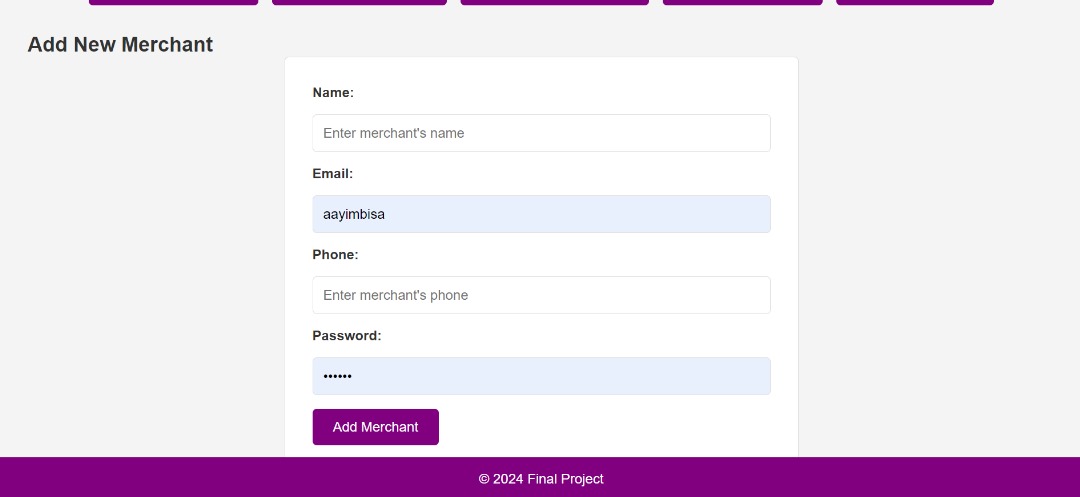 Add New Merchant
Name:
Enter merchant's name
Email:
aayimbisa
Phone:
Enter merchant's phone
Password:
••••••
Add Merchant
© 2024 Final Project